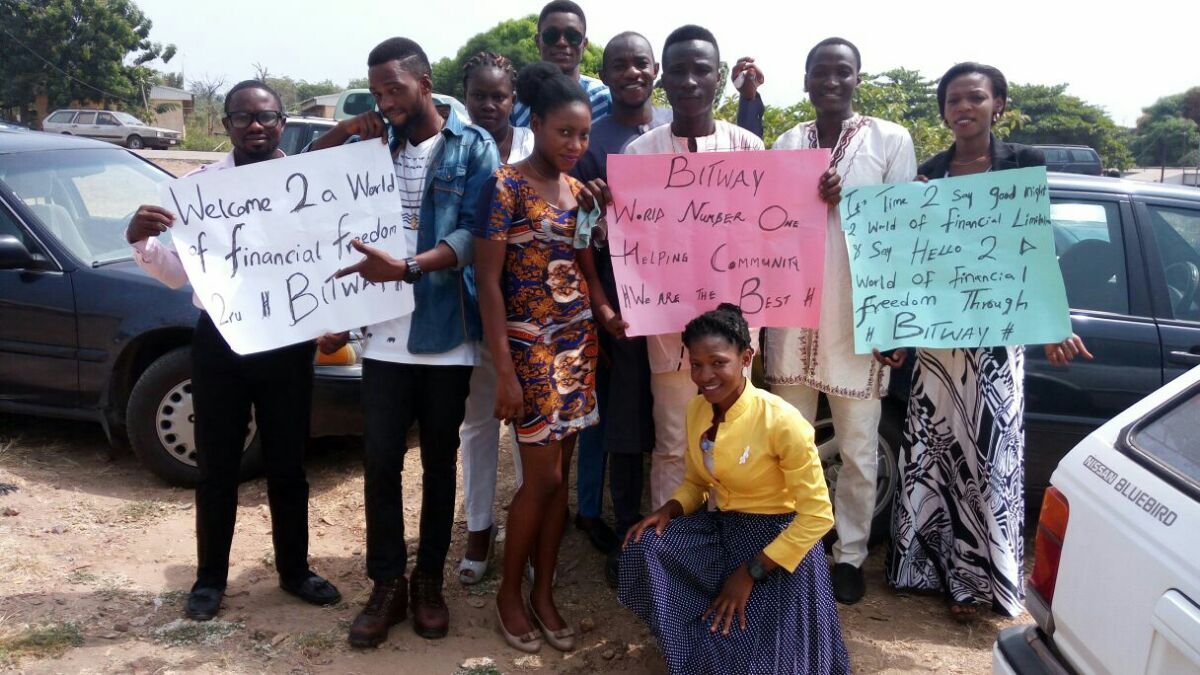 Welcome 2 a World
of financial freedom
2ru # BITWAY #
BITWAY
WORLD NUMBER ONE
HELPING COMMUNITY
#WE ARE THE BEST #
Its Time 2 Say good night
2 World of financial Limitation
& Say HELLO 2 A
World of financial
freedom Through
# BITWAY #
NISSAN BLUEBIRD